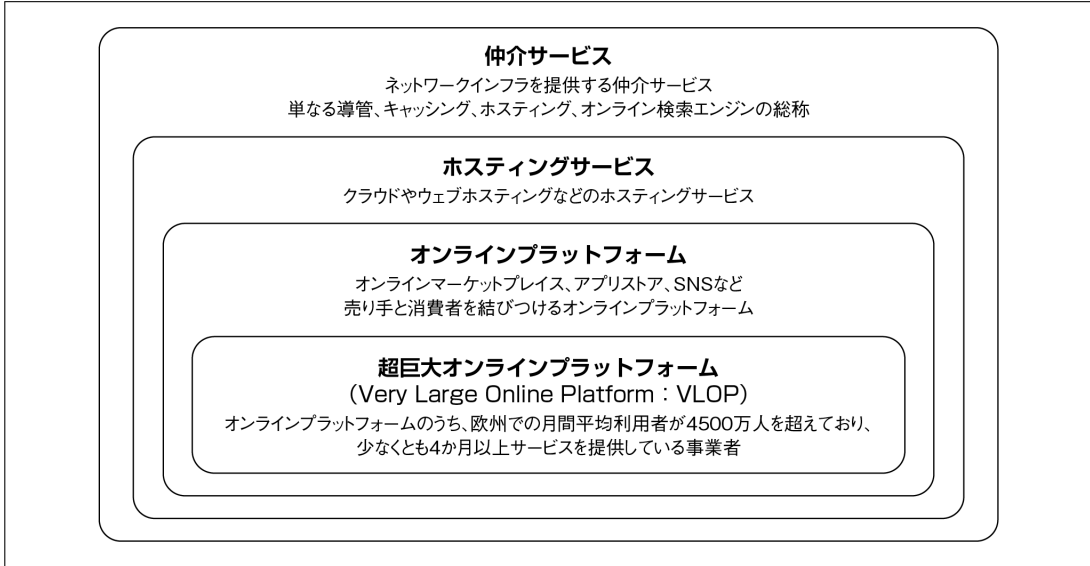 仲介サービス
ネットワークインフラを提供する仲介サービス
単なる導管、キャッシング、ホスティング、オンライン検索エンジンの総称
ホスティングサービス
クラウドやウェブホスティングなどのホスティングサービス
オンラインプラットフォーム
オンラインマーケットプレイス、アプリストア、SNSなど
売り手と消費者を結びつけるオンラインプラットフォーム
超巨大オンラインプラットフォーム
(Very Large Online Platform：VLOP)
オンラインプラットフォームのうち、欧州での月間平均利用者が4500万人を超えており、
少なくとも4か月以上サービスを提供している事業者